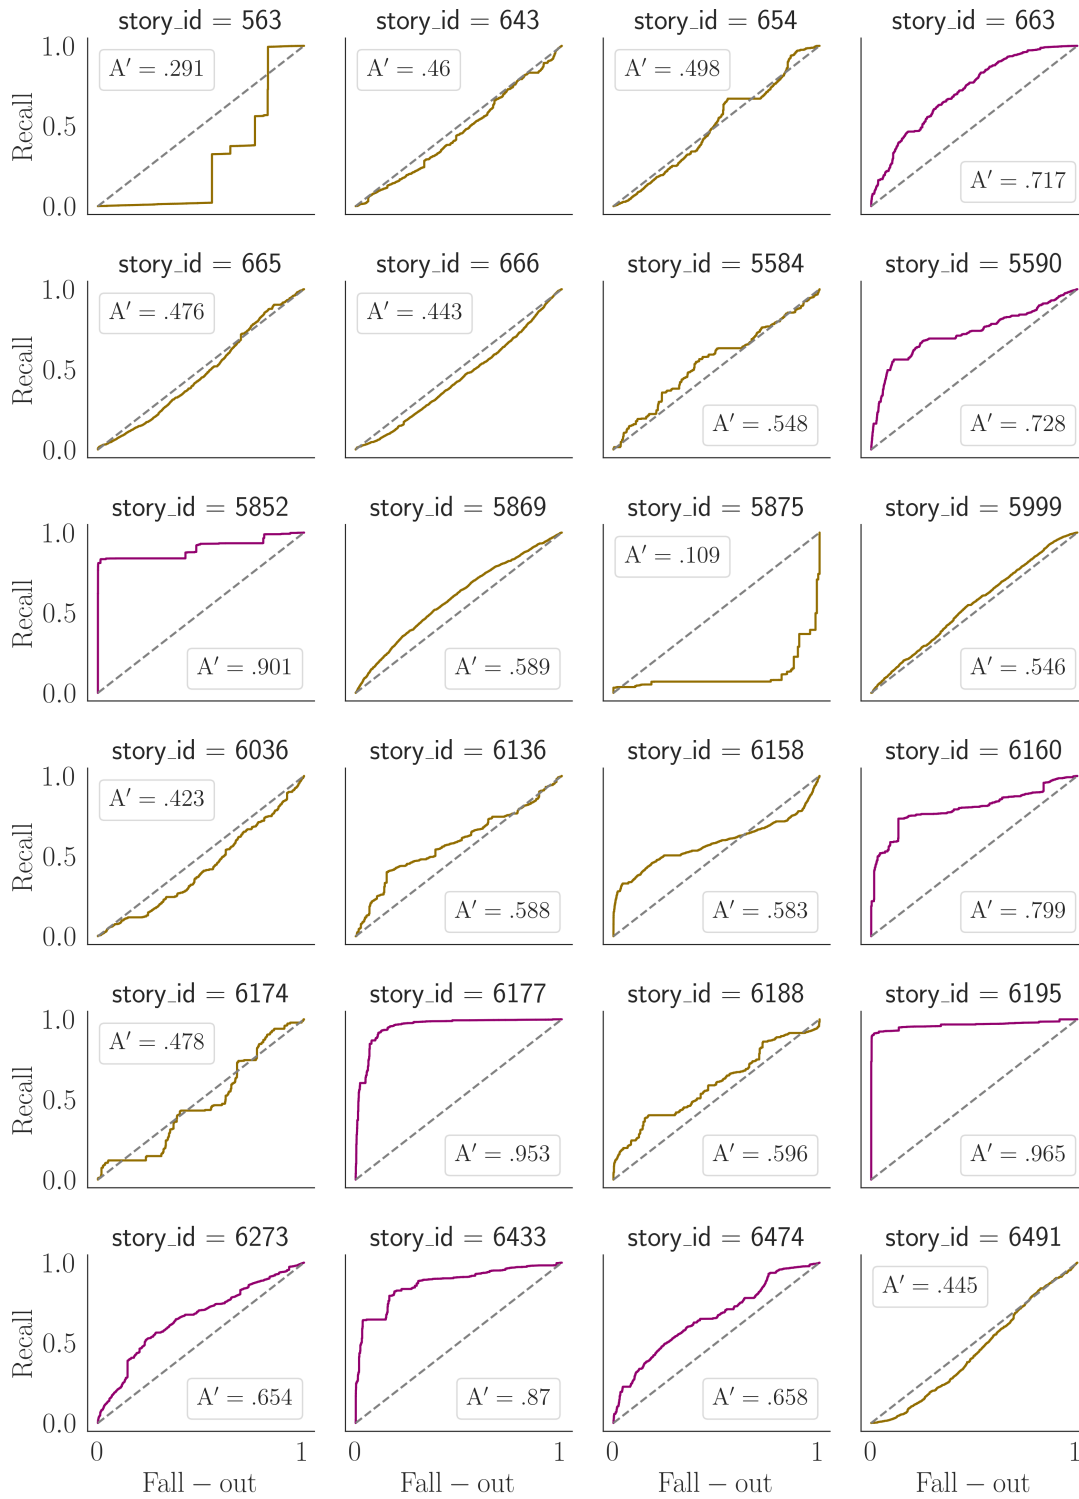 story_id = 563 story_id = 643 story_id = 654 story_id = 663
1.0 A′ = .291 A′ = .46 A′ = .498
Recall
0.5
A′ = .717
0.0
story_id = 665 story_id = 666 story_id = 5584 story_id = 5590
1.0 A′ = .476 A′ = .443
Recall
0.5
A′ = .548 A′ = .728
0.0
story_id = 5852 story_id = 5869 story_id = 5875 story_id = 5999
1.0 A′ = .109
Recall
0.5
A′ = .901 A′ = .589 A′ = .546
0.0
story_id = 6036 story_id = 6136 story_id = 6158 story_id = 6160
1.0 A′ = .423
Recall
0.5
A′ = .588 A′ = .583 A′ = .799
0.0
story_id = 6174 story_id = 6177 story_id = 6188 story_id = 6195
1.0 A′ = .478
Recall
0.5
A′ = .953 A′ = .596 A′ = .965
0.0
story_id = 6273 story_id = 6433 story_id = 6474 story_id = 6491
1.0 A′ = .445
Recall
0.5
A′ = .654 A′ = .87 A′ = .658
0.0
0 1 0 1 0 1 0 1
Fall − out Fall − out Fall − out Fall − out